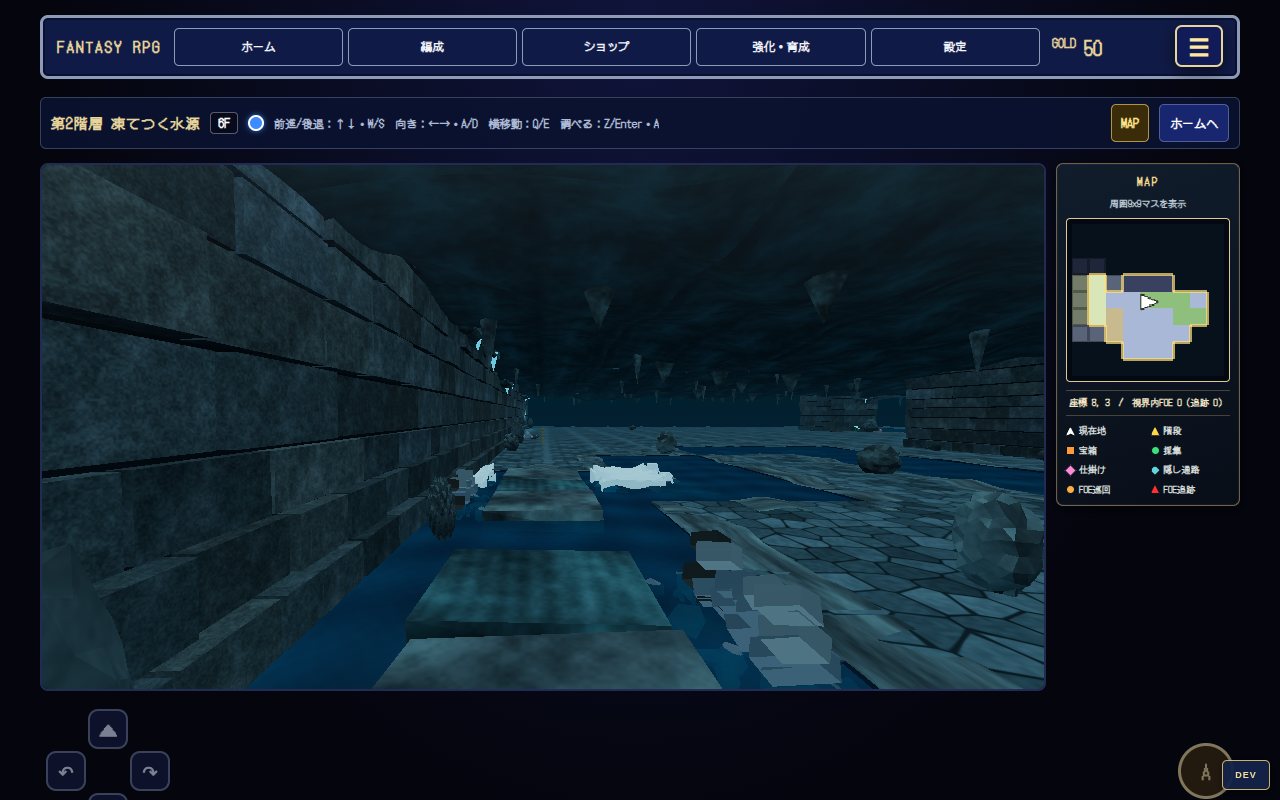 FANTASY RPG
ホーム
編成
ショップ
強化・育成
設定
GOLD 50
第2階層 凍てつく水源
6F
前進/後退：↑↓・W/S 向き：←→・A/D 横移動：Q/E 調べる：Z/Enter・A
MAP
ホームへ
MAP
周囲9x9マスを表示
座標 8, 3 / 視界内FOE 0（追跡 0）
現在地
階段
宝箱
採集
仕掛け
隠し通路
FOE巡回
FOE追跡
A
DEV